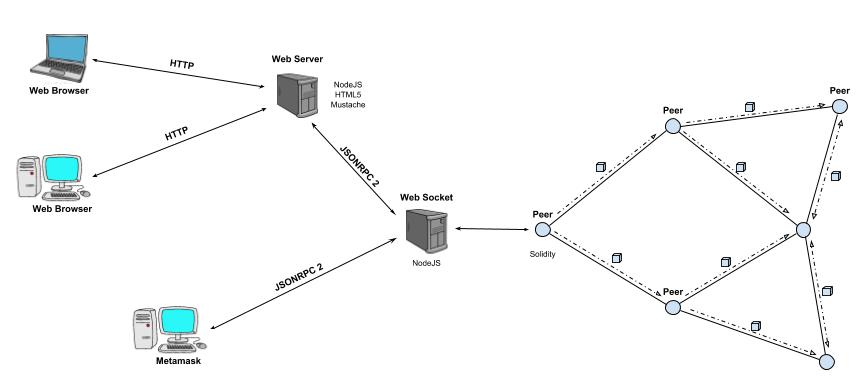 Web Browser
HTTP
Web Server
NodeJS
HTML5
Mustache
HTTP
Web Browser
JSONRPC 2
Web Socket
NodeJS
JSONRPC 2
Metamask
Peer
Peer
Peer
Solidity
Peer